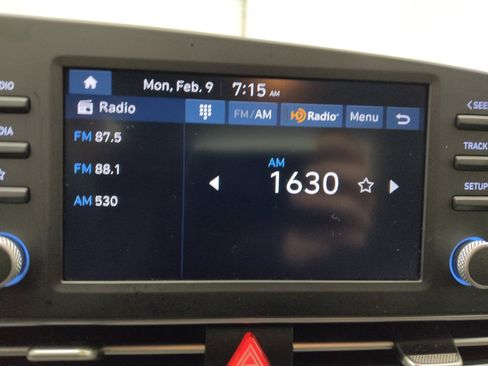 Mon, Feb. 9 7:15 AM
Radio FM/AM HD Radio Menu
FM 87.5
FM 88.1
AM 530
AM
1630
SEE
TRACK
SETUP